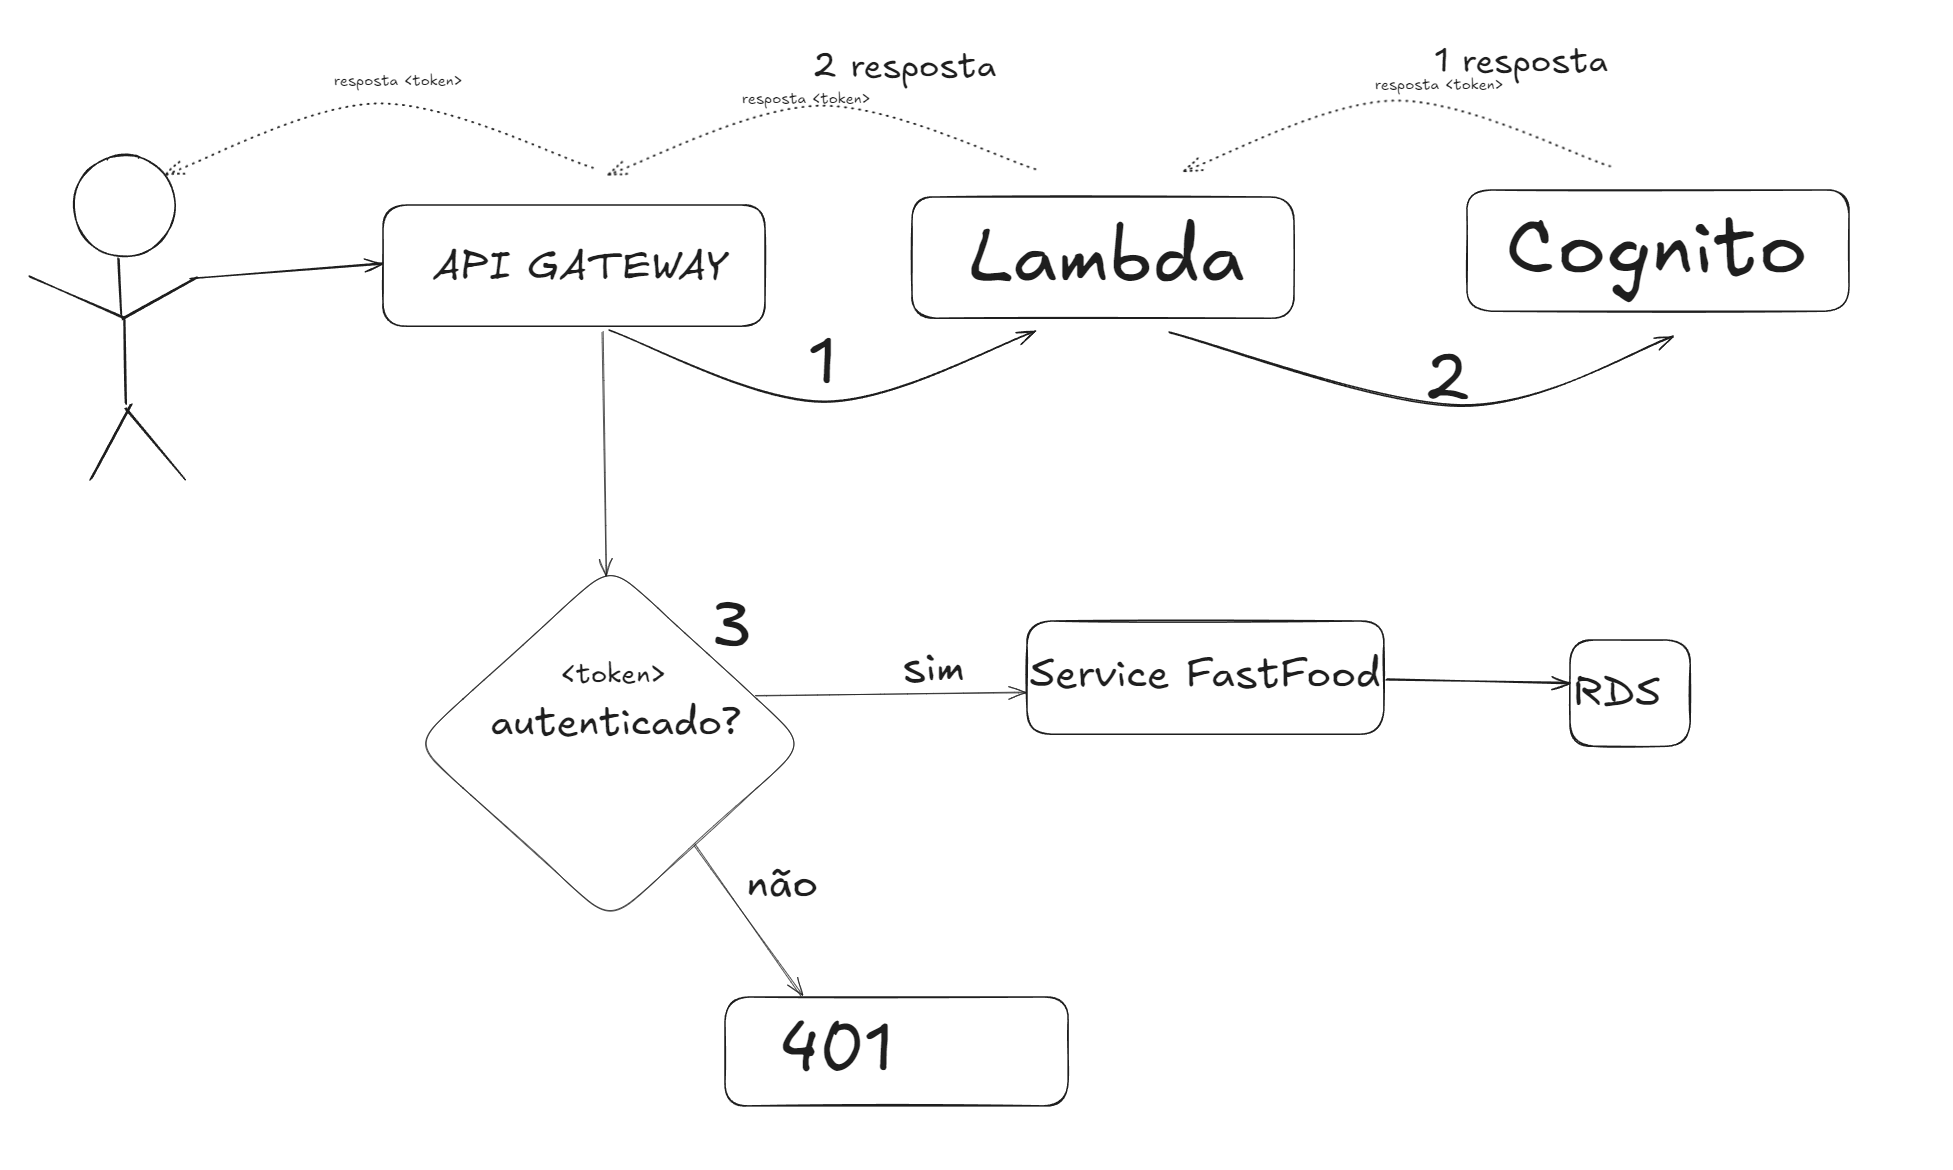 2 resposta
1 resposta
resposta <token>
resposta <token>
resposta <token>
API GATEWAY
Lambda
Cognito
1
2
3
<token>
autenticado?
Sim
Service FastFood
RDS
não
401